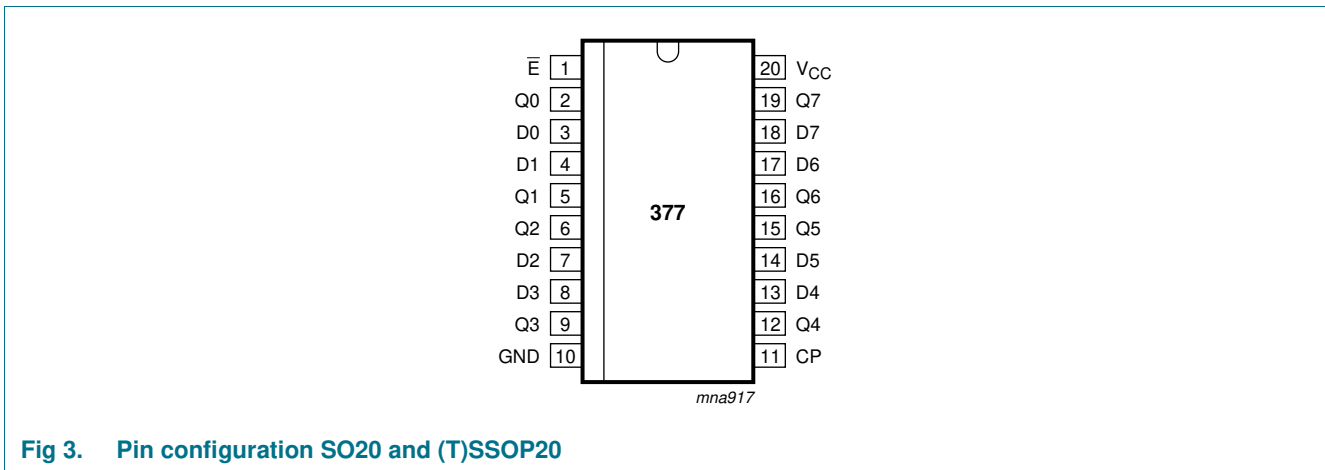 E̅ 1 20 VCC
Q0 2 19 Q7
D0 3 18 D7
D1 4 17 D6
Q1 5 16 Q6
377
Q2 6 15 Q5
D2 7 14 D5
D3 8 13 D4
Q3 9 12 Q4
GND 10 11 CP
mna917
Fig 3. Pin configuration SO20 and (T)SSOP20